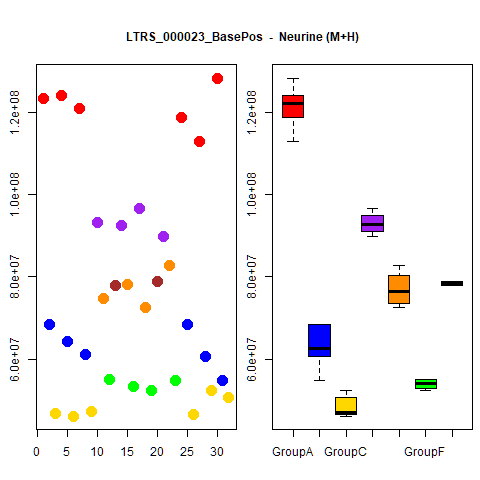 LTRS_000023_BasePos - Neurine (M+H)
1.2e+08
1.0e+08
8.0e+07
6.0e+07
0 5 10 15 20 25 30
1.2e+08
1.0e+08
8.0e+07
6.0e+07
GroupA GroupC GroupF